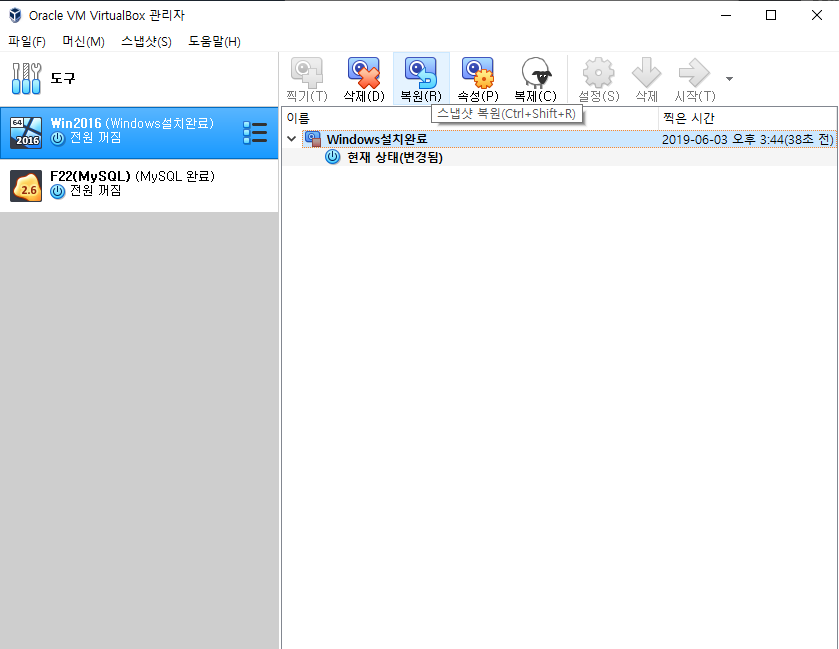 Oracle VM VirtualBox 관리자
파일(F) 머신(M) 스냅샷(S) 도움말(H)
도구
찍기(T) 삭제(D) 복원(R) 속성(P) 복제(C) 설정(S) 삭제 시작(T)
스냅샷 복원(Ctrl+Shift+R)
64
2016
Win2016 (Windows설치완료)
전원 꺼짐
2.6
F22(MySQL) (MySQL 완료)
전원 꺼짐
이름 찍은 시간
Windows설치완료 2019-06-03 오후 3:44(38초 전)
현재 상태(변경됨)